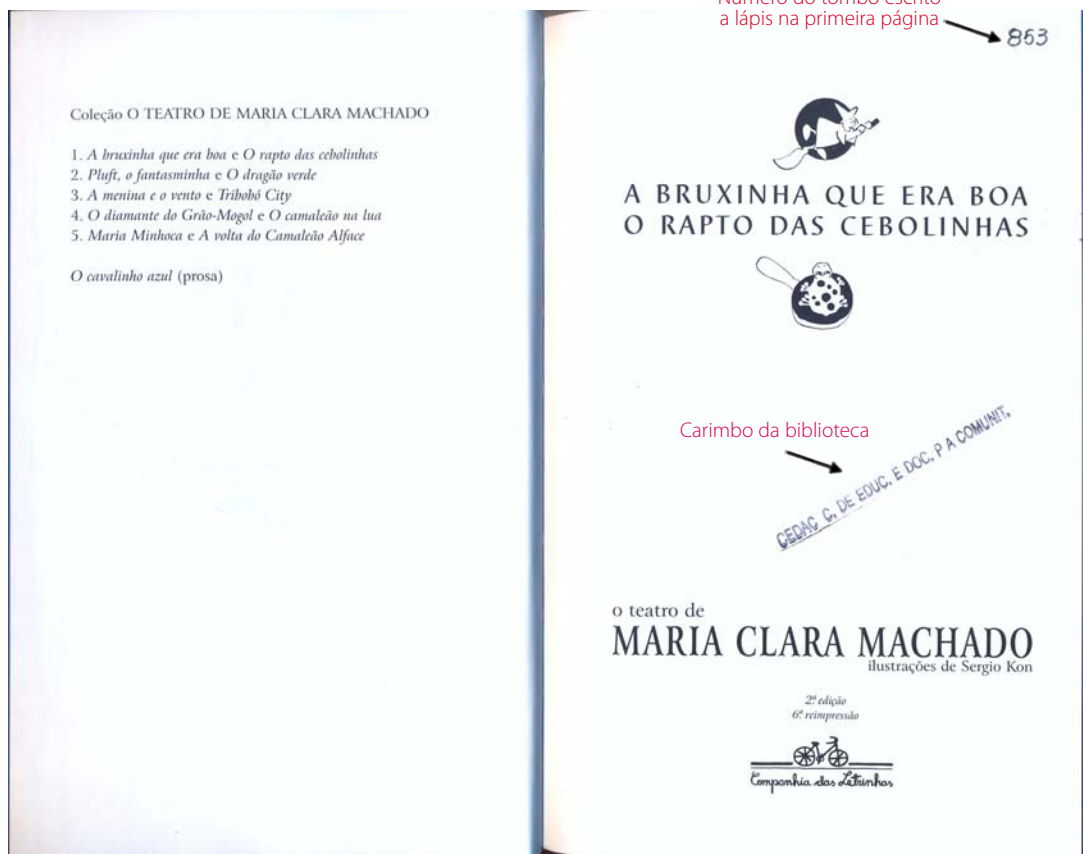 Número do tombo escrito
a lápis na primeira página
853
Coleção O TEATRO DE MARIA CLARA MACHADO
1. A bruxinha que era boa e O rapto das cebolinhas
2. Pluft, o fantasminha e O dragão verde
3. A menina e o vento e Tribobó City
4. O diamante do Grão-Mogol e O camaleão na lua
5. Maria Minhoca e A volta do Camaleão Alface
O cavalinho azul (prosa)
A BRUXINHA QUE ERA BOA
O RAPTO DAS CEBOLINHAS
Carimbo da biblioteca
CEDAC C. DE EDUC. E DOC. P A COMUNIT.
o teatro de
MARIA CLARA MACHADO
ilustrações de Sergio Kon
2ª edição
6ª reimpressão
Companhia das Letrinhas